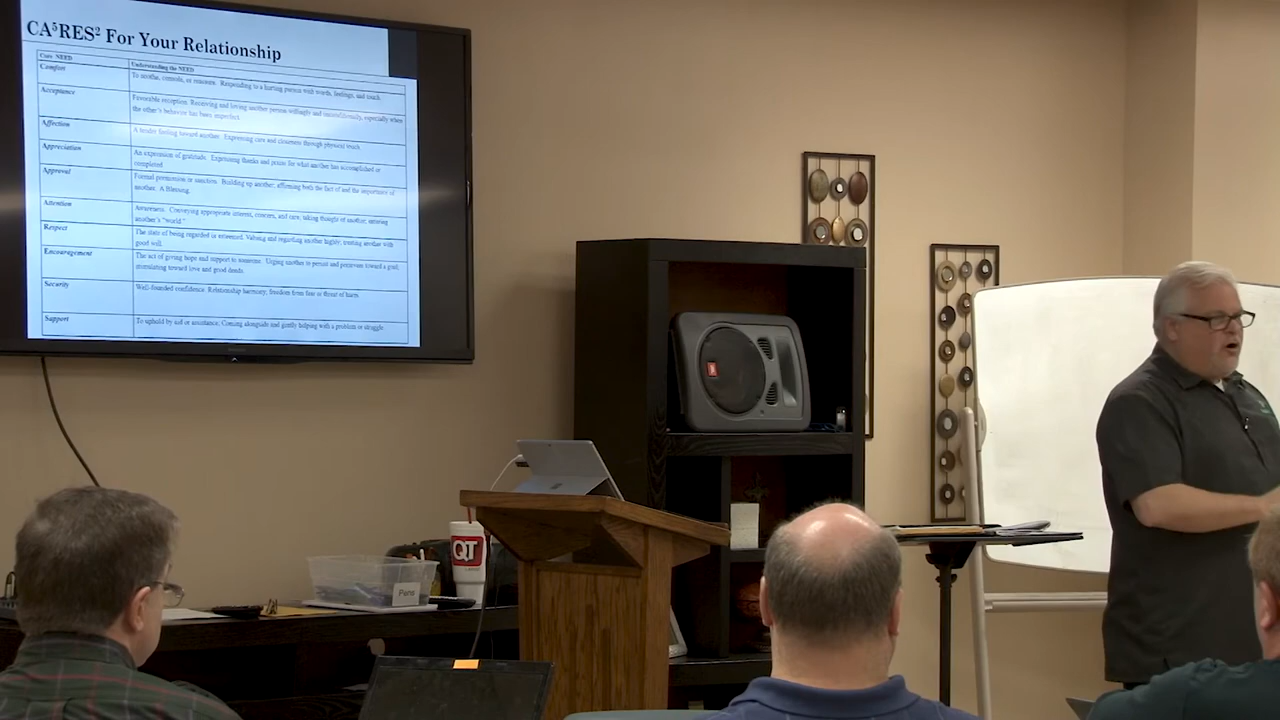 CA⁵RES² For Your Relationship
Core NEED Understanding the NEED
Comfort To soothe, console, or reassure. Responding to a hurting person with words, feelings, and touch.
Acceptance Favorable reception. Receiving and loving another person willingly and unconditionally, especially when
the other's behavior has been imperfect.
Affection A tender feeling toward another. Expressing care and closeness through physical touch.
Appreciation An expression of gratitude. Expressing thanks and praise for what another has accomplished or
completed.
Approval Formal permission or sanction. Building up another; affirming both the fact of and the importance of
another. A Blessing.
Attention Awareness. Conveying appropriate interest, concern, and care; taking thought of another; entering
another's "world."
Respect The state of being regarded or esteemed. Valuing and regarding another highly; treating another with
good will.
Encouragement The act of giving hope and support to someone. Urging another to persist and persevere toward a goal;
stimulating toward love and good deeds.
Security Well-founded confidence. Relationship harmony; freedom from fear or threat of harm.
Support To uphold by aid or assistance. Coming alongside and gently helping with a problem or struggle.
QT
Pens
JBL